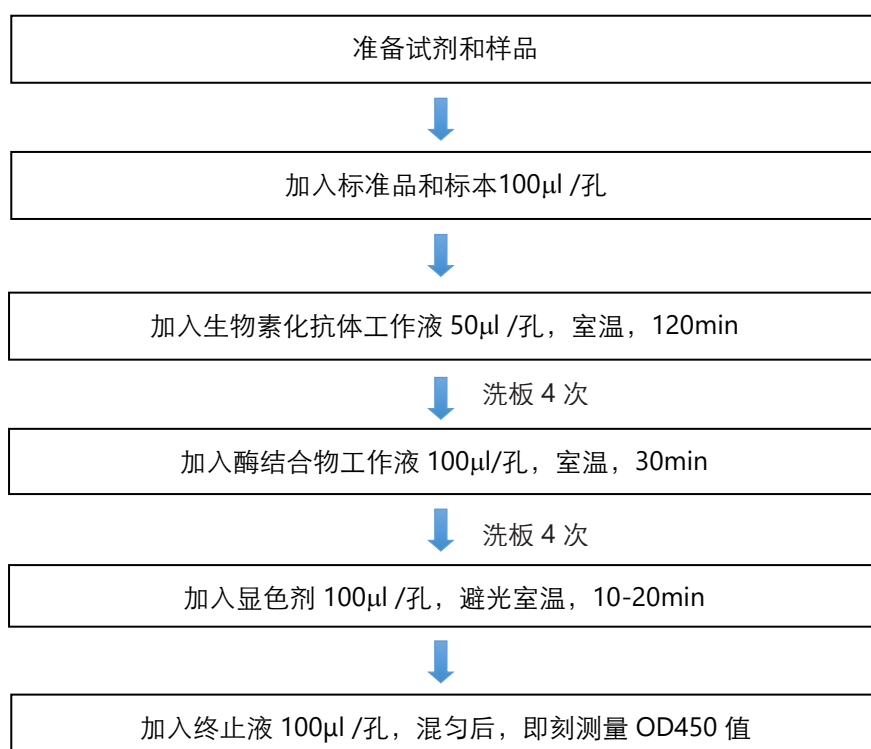 准备试剂和样品
加入标准品和标本100μl /孔
加入生物素化抗体工作液 50μl /孔，室温，120min
洗板 4 次
加入酶结合物工作液 100μl/孔，室温，30min
洗板 4 次
加入显色剂 100μl /孔，避光室温，10-20min
加入终止液 100μl /孔，混匀后，即刻测量 OD450 值